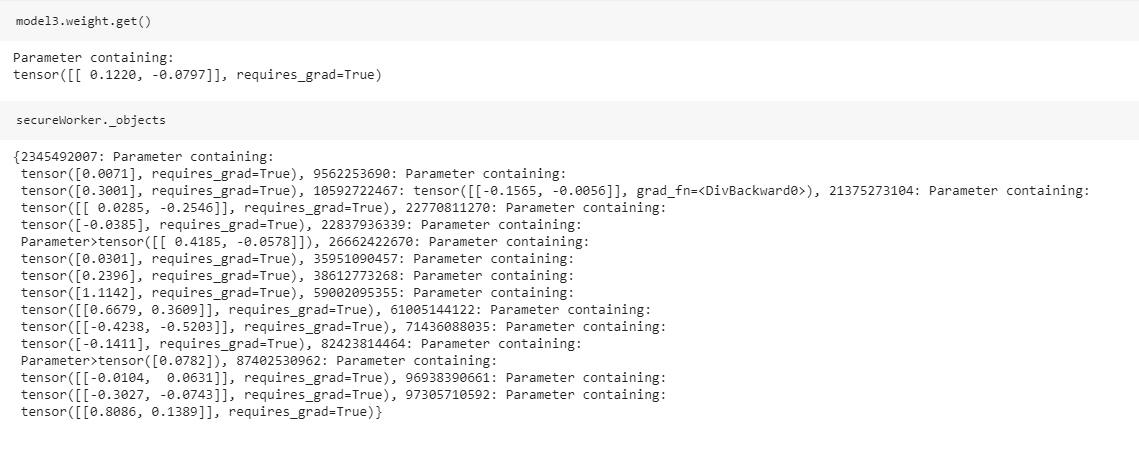 model3.weight.get()
Parameter containing:
tensor([[ 0.1220, -0.0797]], requires_grad=True)
secureWorker._objects
{2345492007: Parameter containing:
 tensor([0.0071], requires_grad=True), 9562253690: Parameter containing:
 tensor([0.3001], requires_grad=True), 10592722467: tensor([[-0.1565, -0.0056]], grad_fn=<DivBackward0>), 21375273104: Parameter containing:
 tensor([[ 0.0285, -0.2546]], requires_grad=True), 22770811270: Parameter containing:
 tensor([-0.0385], requires_grad=True), 22837936339: Parameter containing:
 Parameter>tensor([[ 0.4185, -0.0578]]), 26662422670: Parameter containing:
 tensor([0.0301], requires_grad=True), 35951090457: Parameter containing:
 tensor([0.2396], requires_grad=True), 38612773268: Parameter containing:
 tensor([1.1142], requires_grad=True), 59002095355: Parameter containing:
 tensor([[0.6679, 0.3609]], requires_grad=True), 61005144122: Parameter containing:
 tensor([[-0.4238, -0.5203]], requires_grad=True), 71436088035: Parameter containing:
 tensor([-0.1411], requires_grad=True), 82423814464: Parameter containing:
 Parameter>tensor([0.0782]), 87402530962: Parameter containing:
 tensor([[-0.0104,  0.0631]], requires_grad=True), 96938390661: Parameter containing:
 tensor([[-0.3027, -0.0743]], requires_grad=True), 97305710592: Parameter containing:
 tensor([[0.8086, 0.1389]], requires_grad=True)}